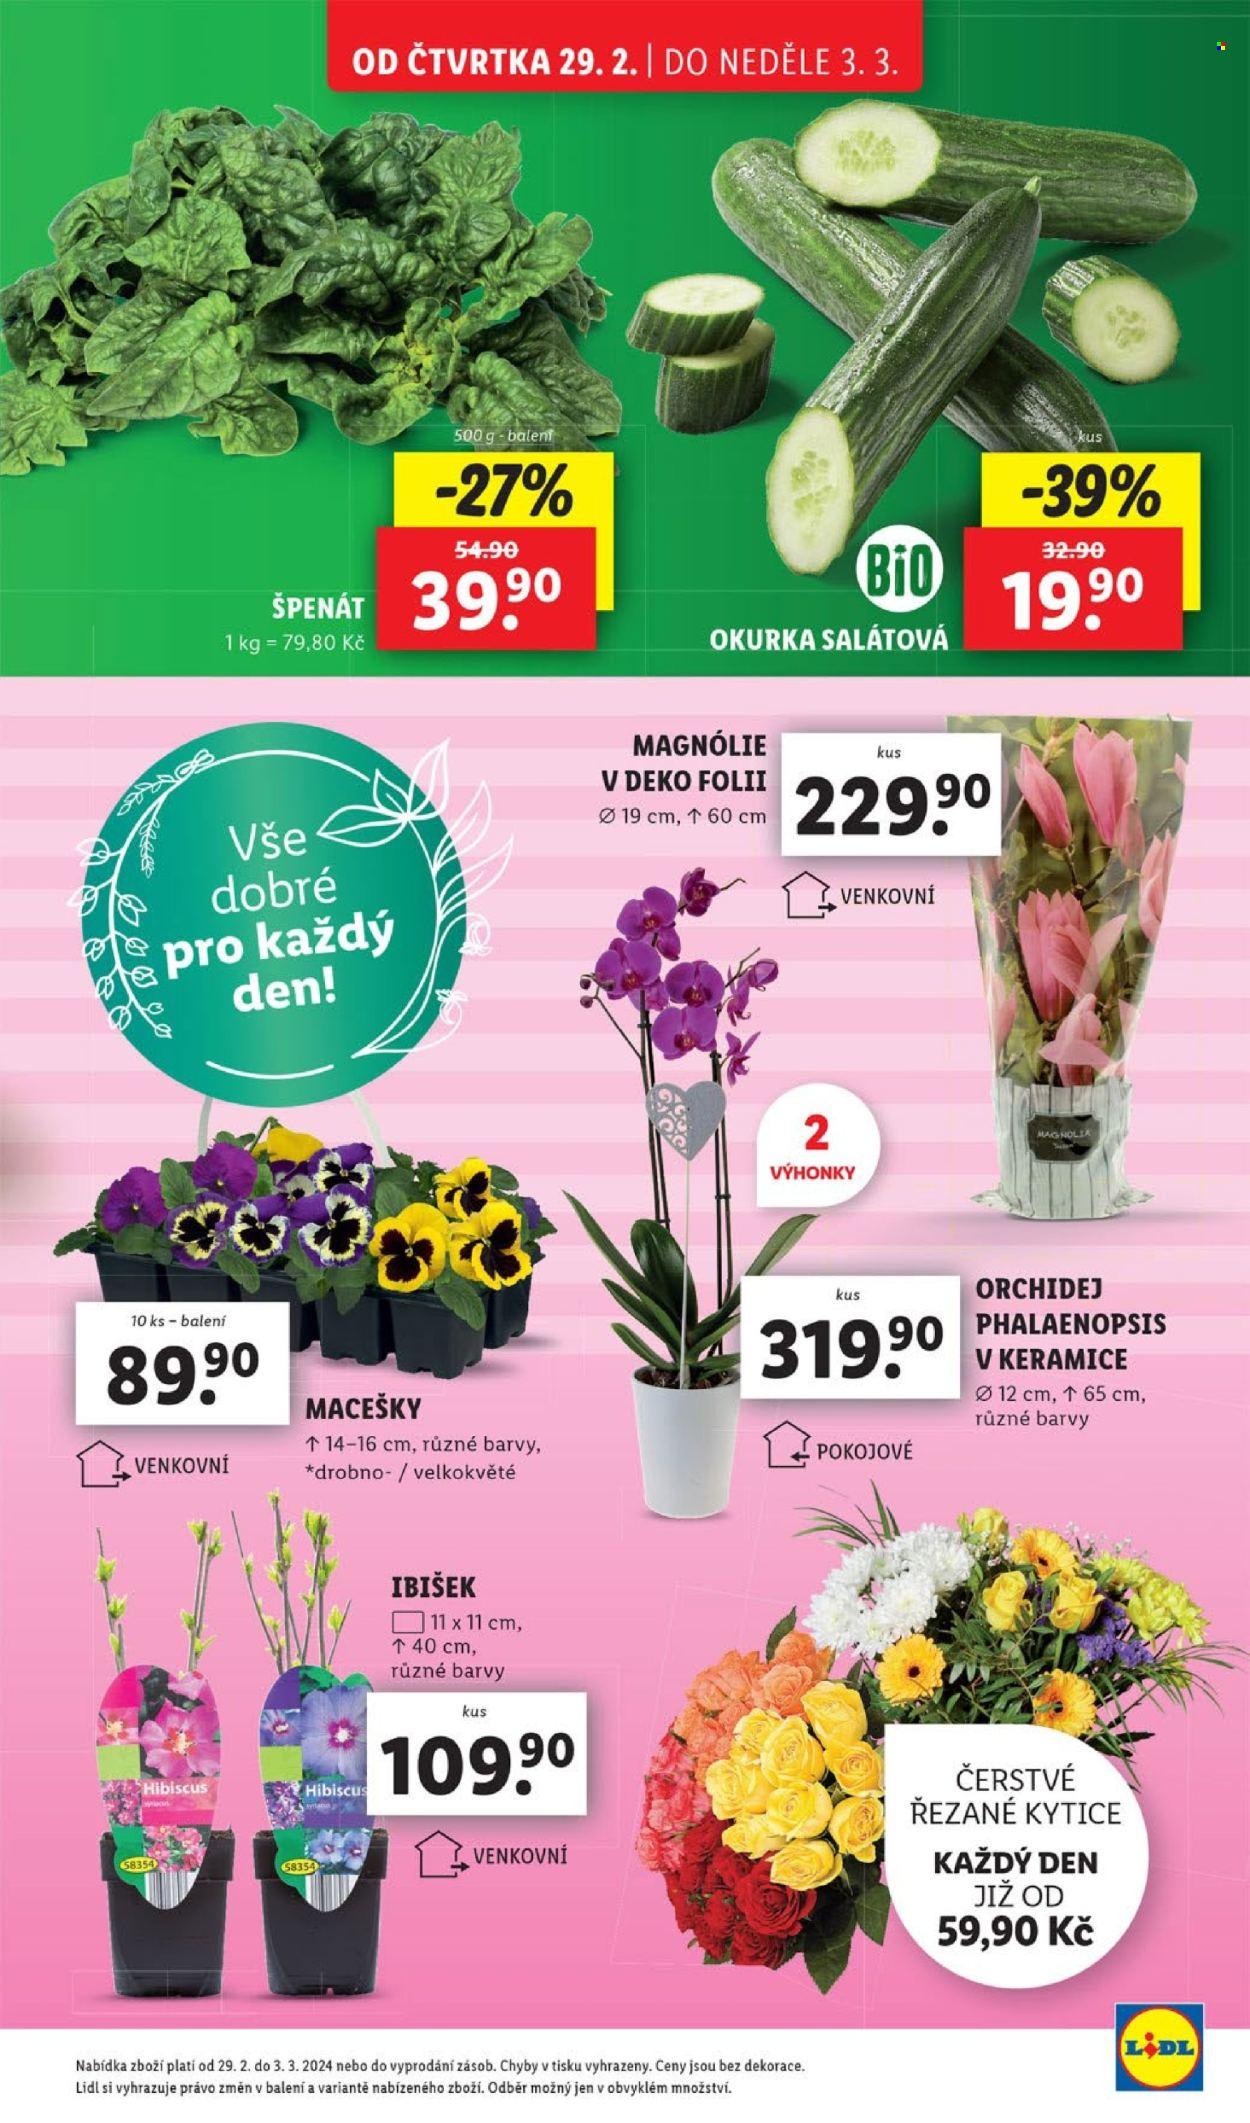 OD ČTVRTKA 29. 2. | DO NEDĚLE 3. 3.
500 g - balení
-27%
54.90
39.90
ŠPENÁT
1 kg = 79,80 Kč
kus
-39%
32.90
19.90
BIO
OKURKA SALÁTOVÁ
Vše
dobré
pro každý
den!
MAGNÓLIE
V DEKO FOLII
Ø 19 cm, ↑ 60 cm
kus
229.90
VENKOVNÍ
MAGNOLIA
2
VÝHONKY
kus
319.90
ORCHIDEJ
PHALAENOPSIS
V KERAMICE
Ø 12 cm, ↑ 65 cm,
různé barvy
POKOJOVÉ
10 ks – balení
89.90
MACEŠKY
↑ 14–16 cm, různé barvy,
*drobno- / velkokvěté
VENKOVNÍ
IBIŠEK
11 x 11 cm,
↑ 40 cm,
různé barvy
kus
109.90
VENKOVNÍ
Hibiscus
syriacus
58354
Hibiscus
syriacus
58354
ČERSTVÉ
ŘEZANÉ KYTICE
KAŽDÝ DEN
JIŽ OD
59,90 Kč
LIDL
Nabídka zboží platí od 29. 2. do 3. 3. 2024 nebo do vyprodání zásob. Chyby v tisku vyhrazeny. Ceny jsou bez dekorace.
Lidl si vyhrazuje právo změn v balení a variantě nabízeného zboží. Odběr možný jen v obvyklém množství.